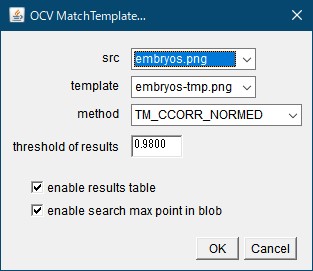 OCV MatchTemplate...
src embryos.png
template embryos-tmp.png
method TM_CCORR_NORMED
threshold of results 0.9800
enable results table
enable search max point in blob
OK Cancel